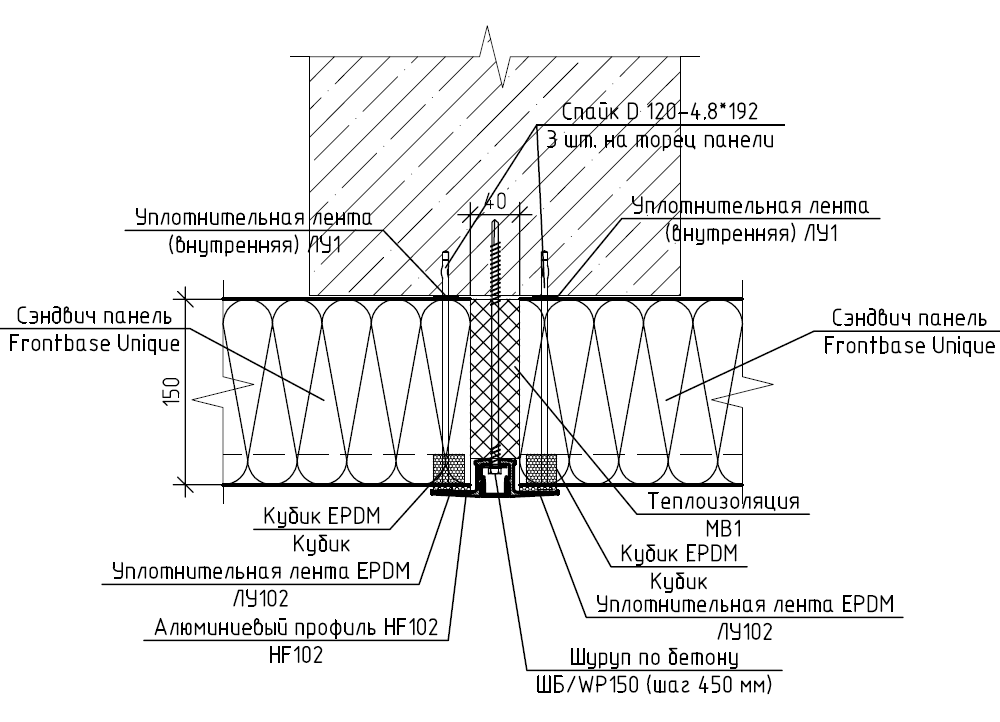 Спайк D 120-4.8*192
3 шт. на торец панели
40
Уплотнительная лента
(внутренняя) ЛУ1
Уплотнительная лента
(внутренняя) ЛУ1
Сэндвич панель
Frontbase Unique
Сэндвич панель
Frontbase Unique
150
Теплоизоляция
МВ1
Кубик EPDM
Кубик
Кубик EPDM
Кубик
Уплотнительная лента EPDM
ЛУ102
Уплотнительная лента EPDM
ЛУ102
Алюминиевый профиль HF102
HF102
Шуруп по бетону
ШБ/WP150 (шаг 450 мм)